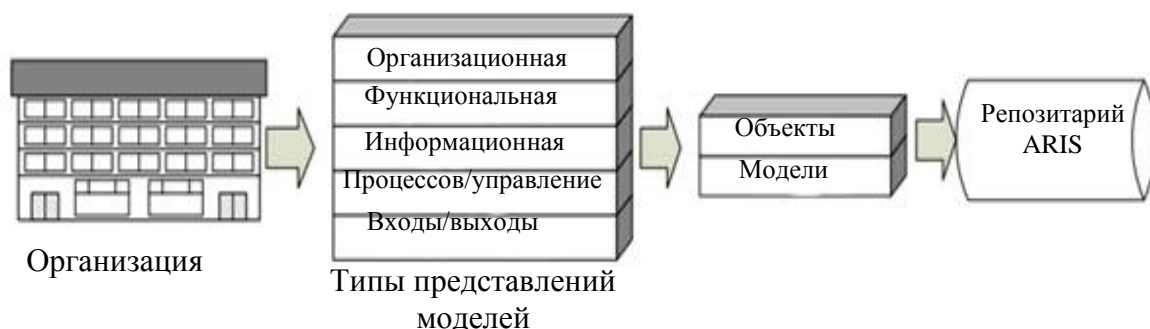 Организационная
Функциональная
Информационная
Процессов/управление
Входы/выходы
Объекты
Модели
Репозитарий
ARIS
Организация
Типы представлений
моделей